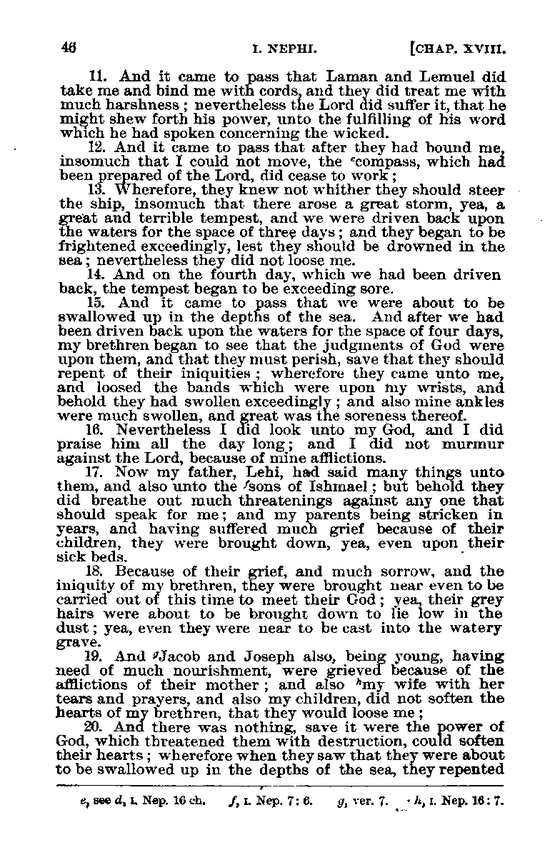 46 I. NEPHI. [CHAP. XVIII.
11. And it came to pass that Laman and Lemuel did
take me and bind me with cords, and they did treat me with
much harshness; nevertheless the Lord did suffer it, that he
might shew forth his power, unto the fulfilling of his word
which he had spoken concerning the wicked.
12. And it came to pass that after they had bound me,
insomuch that I could not move, the ᵉcompass, which had
been prepared of the Lord, did cease to work;
13. Wherefore, they knew not whither they should steer
the ship, insomuch that there arose a great storm, yea, a
great and terrible tempest, and we were driven back upon
the waters for the space of three days; and they began to be
frightened exceedingly, lest they should be drowned in the
sea; nevertheless they did not loose me.
14. And on the fourth day, which we had been driven
back, the tempest began to be exceeding sore.
15. And it came to pass that we were about to be
swallowed up in the depths of the sea. And after we had
been driven back upon the waters for the space of four days,
my brethren began to see that the judgments of God were
upon them, and that they must perish, save that they should
repent of their iniquities; wherefore they came unto me,
and loosed the bands which were upon my wrists, and
behold they had swollen exceedingly; and also mine ankles
were much swollen, and great was the soreness thereof.
16. Nevertheless I did look unto my God, and I did
praise him all the day long; and I did not murmur
against the Lord, because of mine afflictions.
17. Now my father, Lehi, had said many things unto
them, and also unto the ᶠsons of Ishmael; but behold they
did breathe out much threatenings against any one that
should speak for me; and my parents being stricken in
years, and having suffered much grief because of their
children, they were brought down, yea, even upon their
sick beds.
18. Because of their grief, and much sorrow, and the
iniquity of my brethren, they were brought near even to be
carried out of this time to meet their God; yea, their grey
hairs were about to be brought down to lie low in the
dust; yea, even they were near to be cast into the watery
grave.
19. And ᵍJacob and Joseph also, being young, having
need of much nourishment, were grieved because of the
afflictions of their mother; and also ʰmy wife with her
tears and prayers, and also my children, did not soften the
hearts of my brethren, that they would loose me;
20. And there was nothing, save it were the power of
God, which threatened them with destruction, could soften
their hearts; wherefore when they saw that they were about
to be swallowed up in the depths of the sea, they repented
e, see d, I. Nep. 16 ch. f, I. Nep. 7: 6. g, ver. 7. h, I. Nep. 16: 7.